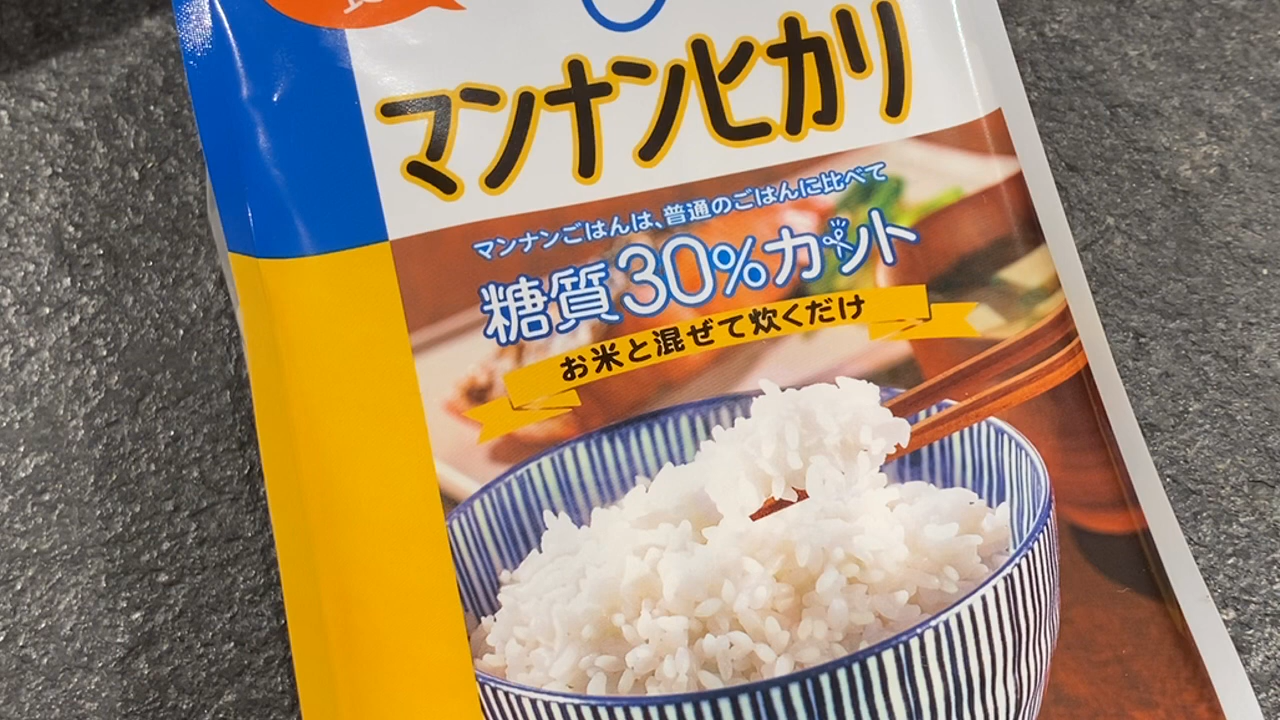 マンナンヒカリ
マンナンごはんは、普通のごはんに比べて
糖質30%カット
お米と混ぜて炊くだけ